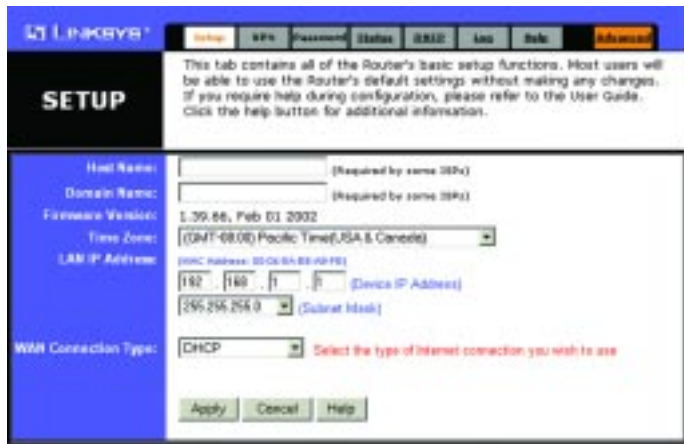 LINKSYS®
Setup VPN Password Status DHCP Log Help Advanced
SETUP
This tab contains all of the Router's basic setup functions. Most users will
be able to use the Router's default settings without making any changes.
If you require help during configuration, please refer to the User Guide.
Click the help button for additional information.
Host Name: (Required by some ISPs)
Domain Name: (Required by some ISPs)
Firmware Version: 1.39.66, Feb 01 2002
Time Zone: (GMT-08:00) Pacific Time(USA & Canada)
LAN IP Address: (MAC Address:
192 . 168 . 1 . 1 (Device IP Address)
255.255.255.0 (Subnet Mask)
WAN Connection Type: DHCP Select the type of Internet connection you wish to use
Apply Cancel Help